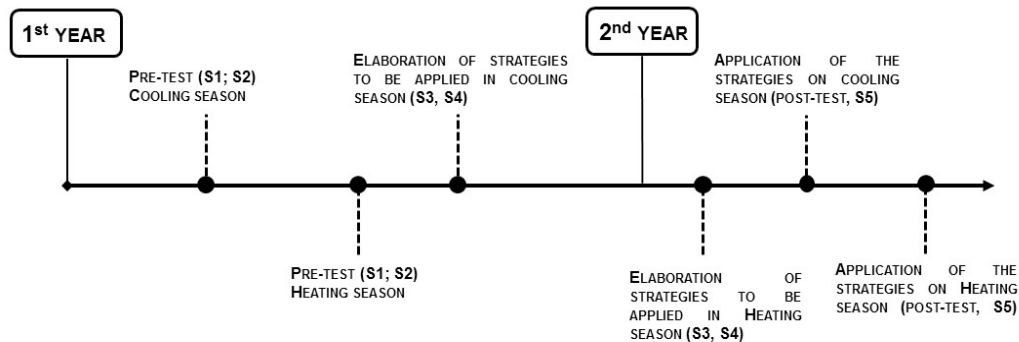 1st YEAR
2nd YEAR
PRE-TEST (S1; S2)
COOLING SEASON
ELABORATION OF STRATEGIES
TO BE APPLIED IN COOLING
SEASON (S3, S4)
APPLICATION OF THE
STRATEGIES ON COOLING
SEASON (POST-TEST, S5)
PRE-TEST (S1; S2)
HEATING SEASON
ELABORATION OF
STRATEGIES TO BE
APPLIED IN HEATING
SEASON (S3, S4)
APPLICATION OF THE
STRATEGIES ON HEATING
SEASON (POST-TEST, S5)